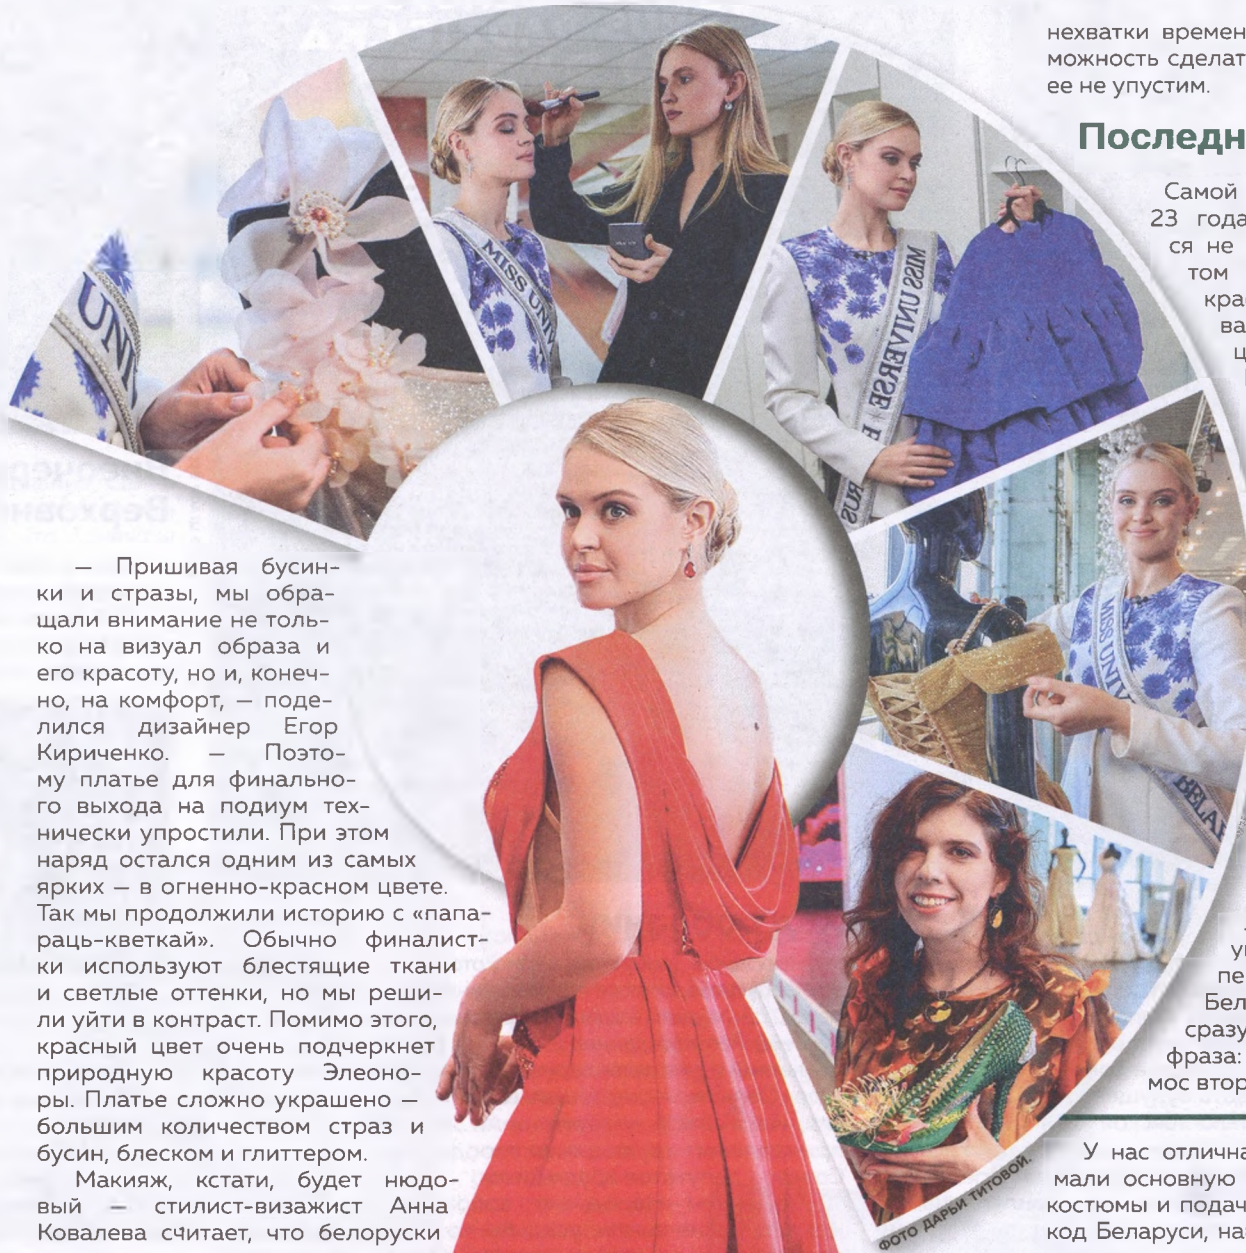 — Пришивая бусин-
ки и стразы, мы обра-
щали внимание не толь-
ко на визуал образа и
его красоту, но и, конеч-
но, на комфорт, — поде-
лился дизайнер Егор
Кириченко. — Поэто-
му платье для финально-
го выхода на подиум тех-
нически упростили. При этом
наряд остался одним из самых
ярких — в огненно-красном цвете.
Так мы продолжили историю с «папа-
раць-кветкай». Обычно финалист-
ки используют блестящие ткани
и светлые оттенки, но мы реши-
ли уйти в контраст. Помимо этого,
красный цвет очень подчеркнет
природную красоту Элеоно-
ры. Платье сложно украшено —
большим количеством страз и
бусин, блеском и глиттером.
Макияж, кстати, будет нюдо-
вый — стилист-визажист Анна
Ковалева считает, что белоруски
UNI
MISS UNIV
MISS UNIVERSE
RUS
MISS UNIV
BELAR
ФОТО ДАРЬИ ТИТОВОЙ.
нехватки времен
можность сделат
ее не упустим.
Последн
Самой
23 года
ся не
том
кра
ва
ц
у
пе
Бел
сразу
фраза:
мос втор
У нас отлична
мали основную
костюмы и подач
код Беларуси, на